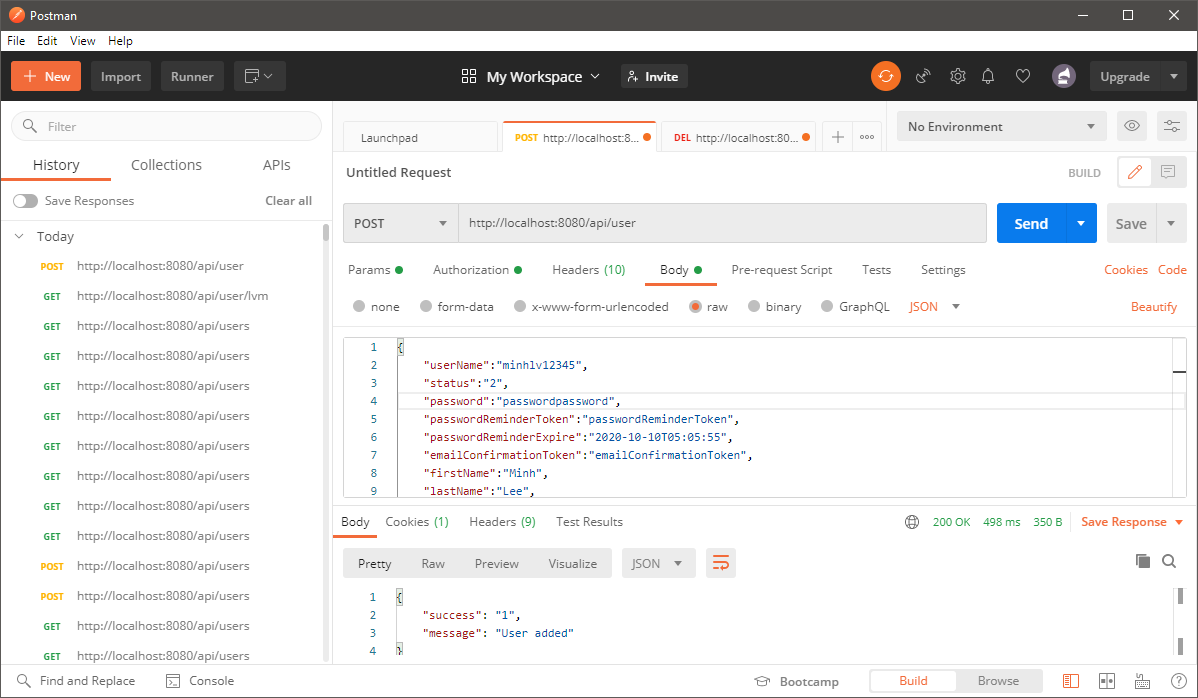 Postman
File Edit View Help
New Import Runner My Workspace Invite Upgrade
Filter
History Collections APIs
Save Responses Clear all
Today
POST http://localhost:8080/api/user
GET http://localhost:8080/api/user/lvm
GET http://localhost:8080/api/users
GET http://localhost:8080/api/users
GET http://localhost:8080/api/users
GET http://localhost:8080/api/users
GET http://localhost:8080/api/users
GET http://localhost:8080/api/users
GET http://localhost:8080/api/users
GET http://localhost:8080/api/users
POST http://localhost:8080/api/users
POST http://localhost:8080/api/users
GET http://localhost:8080/api/users
GET http://localhost:8080/api/users
Launchpad POST http://localhost:8... DEL http://localhost:80... No Environment
Untitled Request BUILD
POST http://localhost:8080/api/user Send Save
Params Authorization Headers (10) Body Pre-request Script Tests Settings Cookies Code
none form-data x-www-form-urlencoded raw binary GraphQL JSON Beautify
1 {
2 "userName":"minhlv12345",
3 "status":"2",
4 "password":"passwordpassword",
5 "passwordReminderToken":"passwordReminderToken",
6 "passwordReminderExpire":"2020-10-10T05:05:55",
7 "emailConfirmationToken":"emailConfirmationToken",
8 "firstName":"Minh",
9 "lastName":"Lee",
Body Cookies (1) Headers (9) Test Results 200 OK 498 ms 350 B Save Response
Pretty Raw Preview Visualize JSON
1 {
2 "success": "1",
3 "message": "User added"
4 }
Find and Replace Console Bootcamp Build Browse